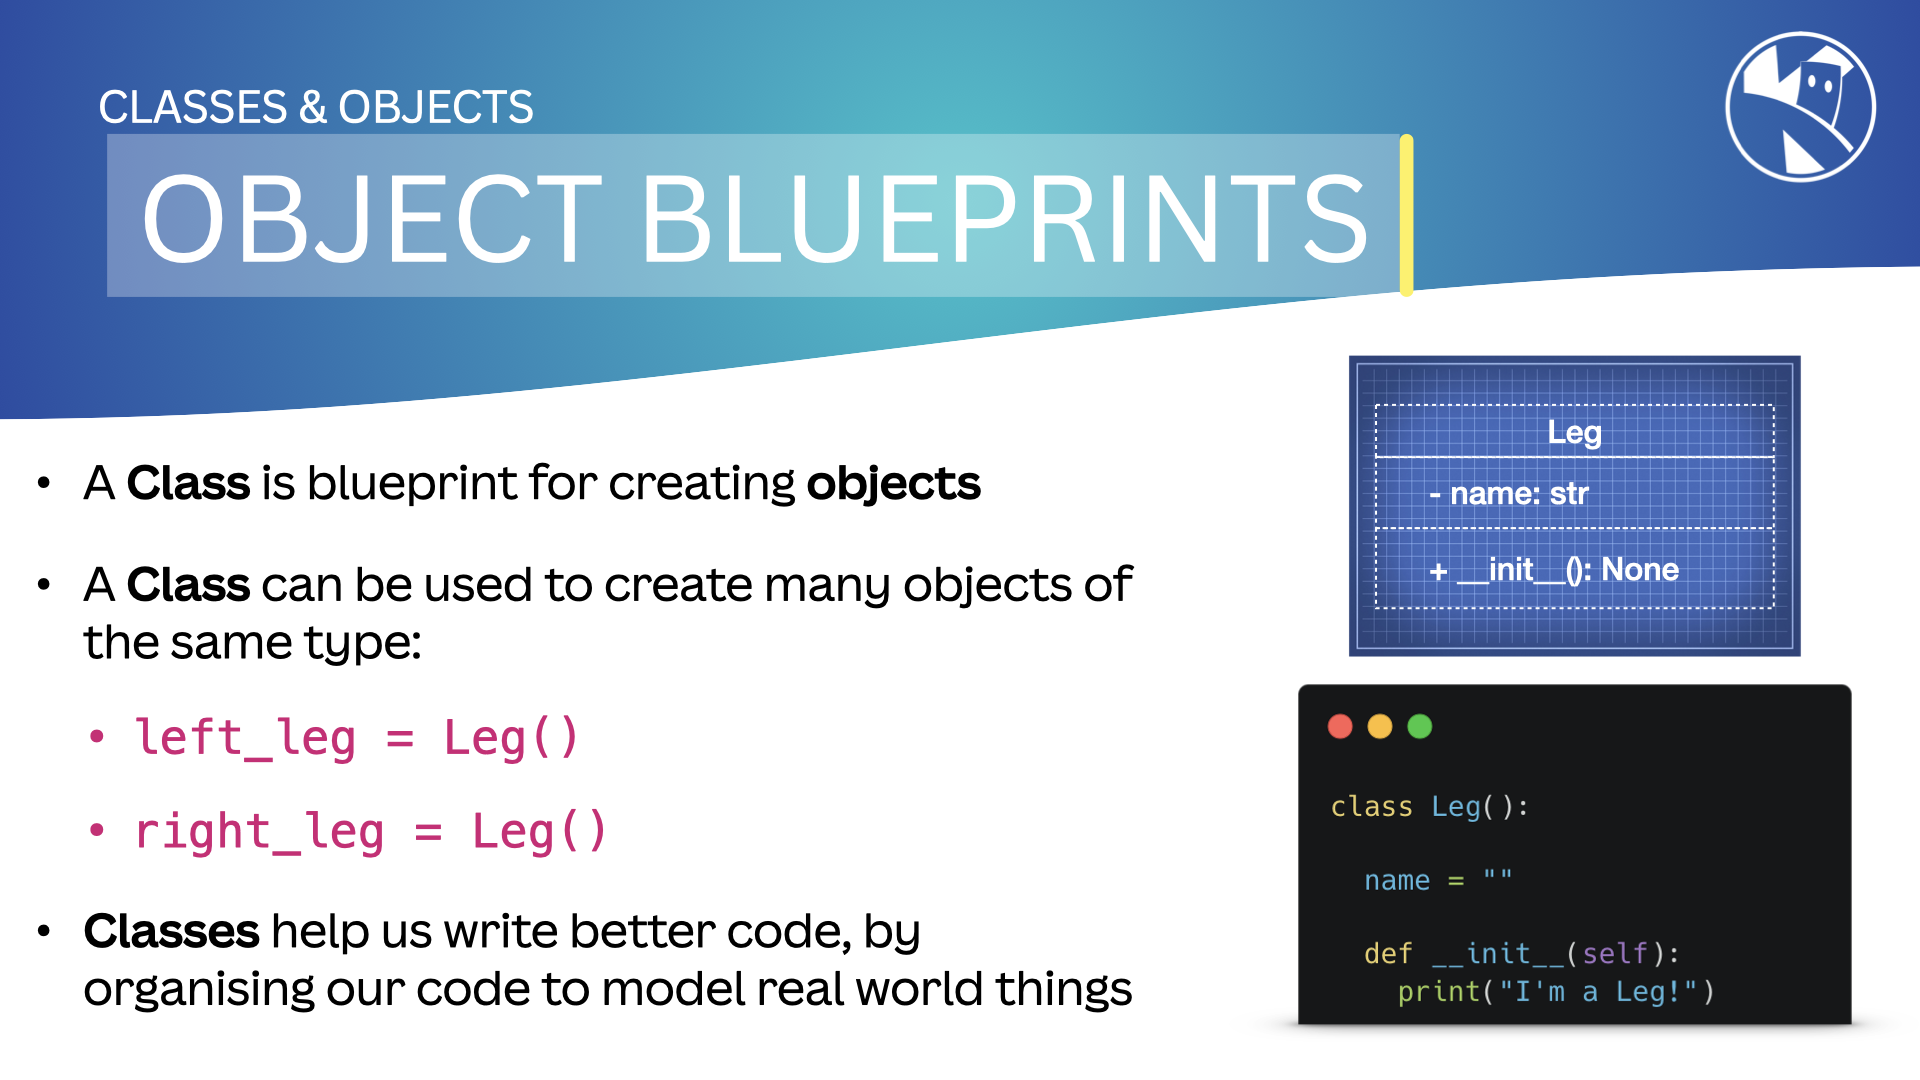 CLASSES & OBJECTS
OBJECT BLUEPRINTS
• A Class is blueprint for creating objects
• A Class can be used to create many objects of
the same type:
• left_leg = Leg()
• right_leg = Leg()
• Classes help us write better code, by
organising our code to model real world things
Leg
- name: str
+ __init__(): None
class Leg():
name = ""
def __init__(self):
print("I'm a Leg!")